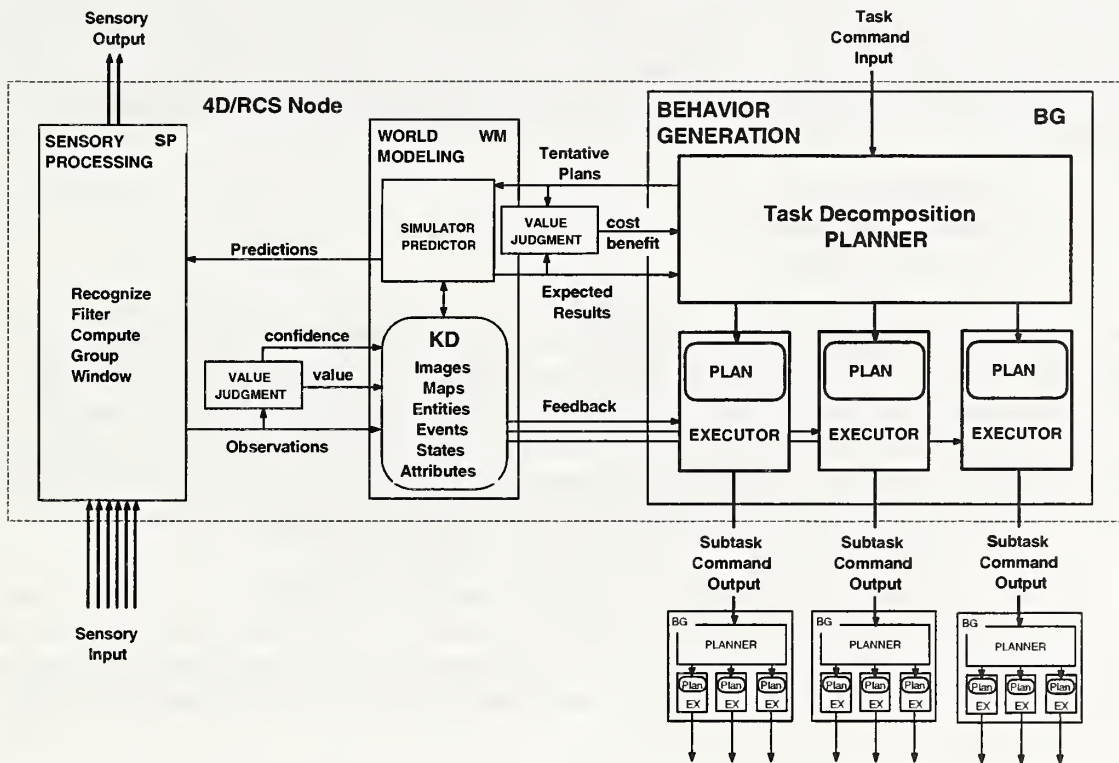 Sensory
Output
Task
Command
Input
4D/RCS Node
SENSORY SP
PROCESSING
Recognize
Filter
Compute
Group
Window
WORLD WM
MODELING
SIMULATOR
PREDICTOR
Predictions
KD
Images
Maps
Entities
Events
States
Attributes
confidence
VALUE
JUDGMENT
value
Observations
Tentative
Plans
VALUE
JUDGMENT
cost
benefit
Expected
Results
Feedback
BEHAVIOR BG
GENERATION
Task Decomposition
PLANNER
PLAN
EXECUTOR
PLAN
EXECUTOR
PLAN
EXECUTOR
Sensory
Input
Subtask
Command
Output
Subtask
Command
Output
Subtask
Command
Output
BG
PLANNER
Plan Plan Plan
EX EX EX
BG
PLANNER
Plan Plan Plan
EX EX EX
BG
PLANNER
Plan Plan Plan
EX EX EX